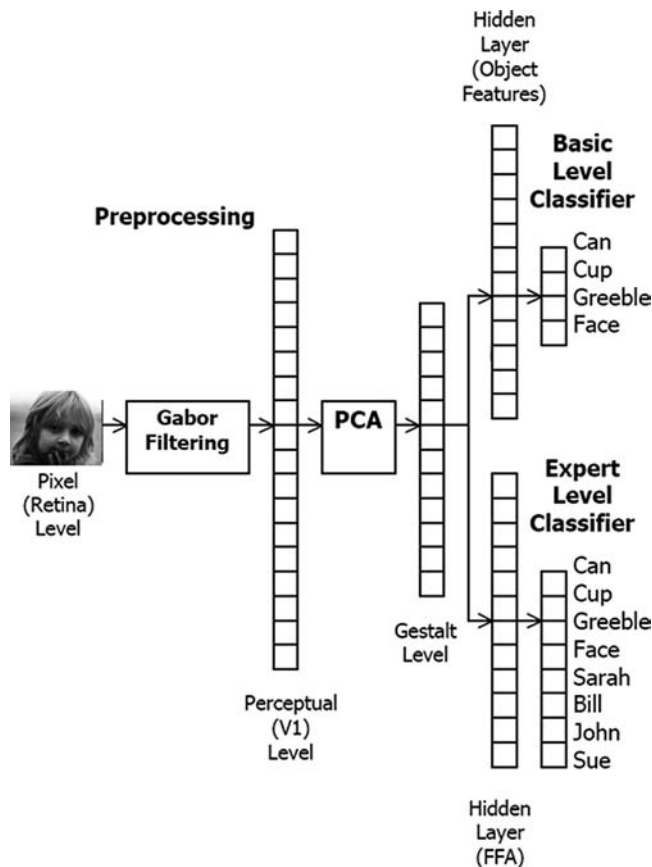 Hidden
Layer
(Object
Features)
Basic
Level
Classifier
Can
Cup
Greeble
Face
Preprocessing
Gabor
Filtering
PCA
Pixel
(Retina)
Level
Perceptual
(V1)
Level
Gestalt
Level
Expert
Level
Classifier
Can
Cup
Greeble
Face
Sarah
Bill
John
Sue
Hidden
Layer
(FFA)